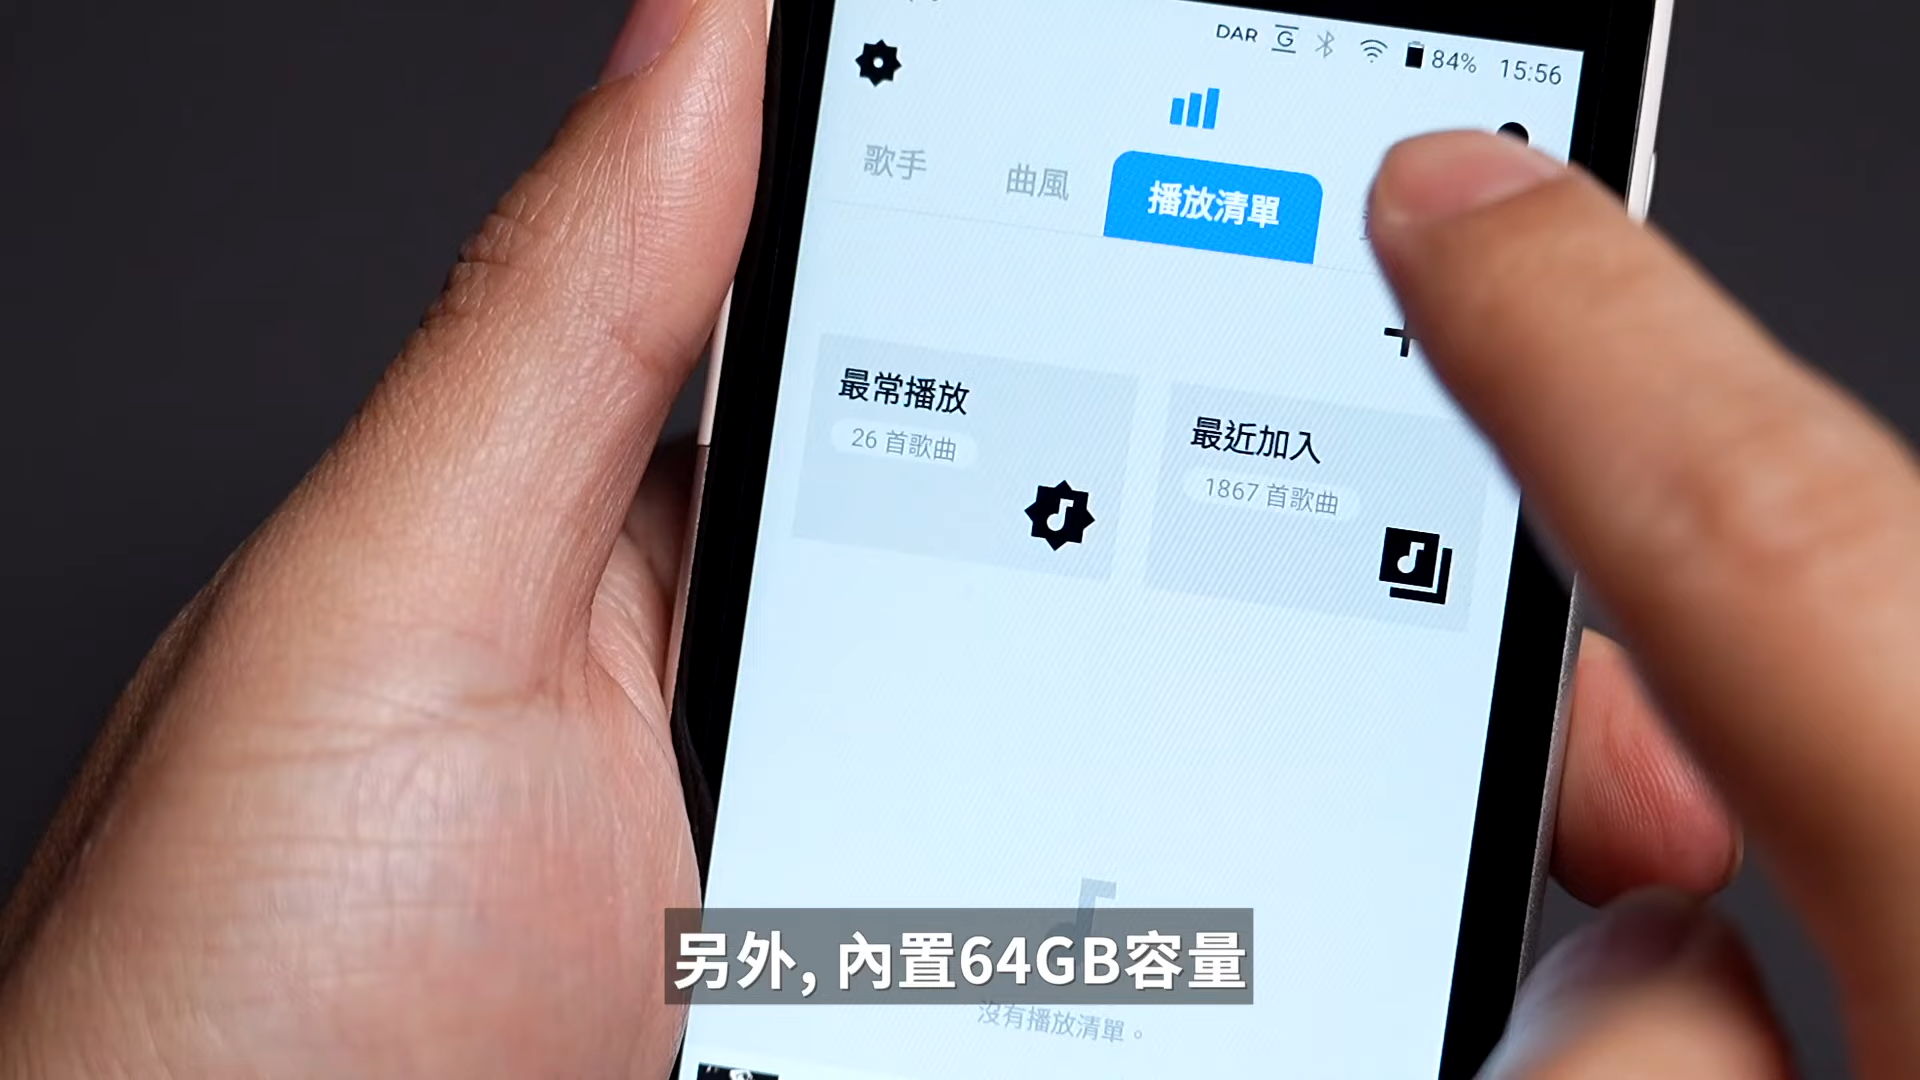 DAR G 84% 15:56
歌手 曲風 播放清單
最常播放
26 首歌曲
最近加入
1867 首歌曲
另外, 內置64GB容量
沒有播放清單。